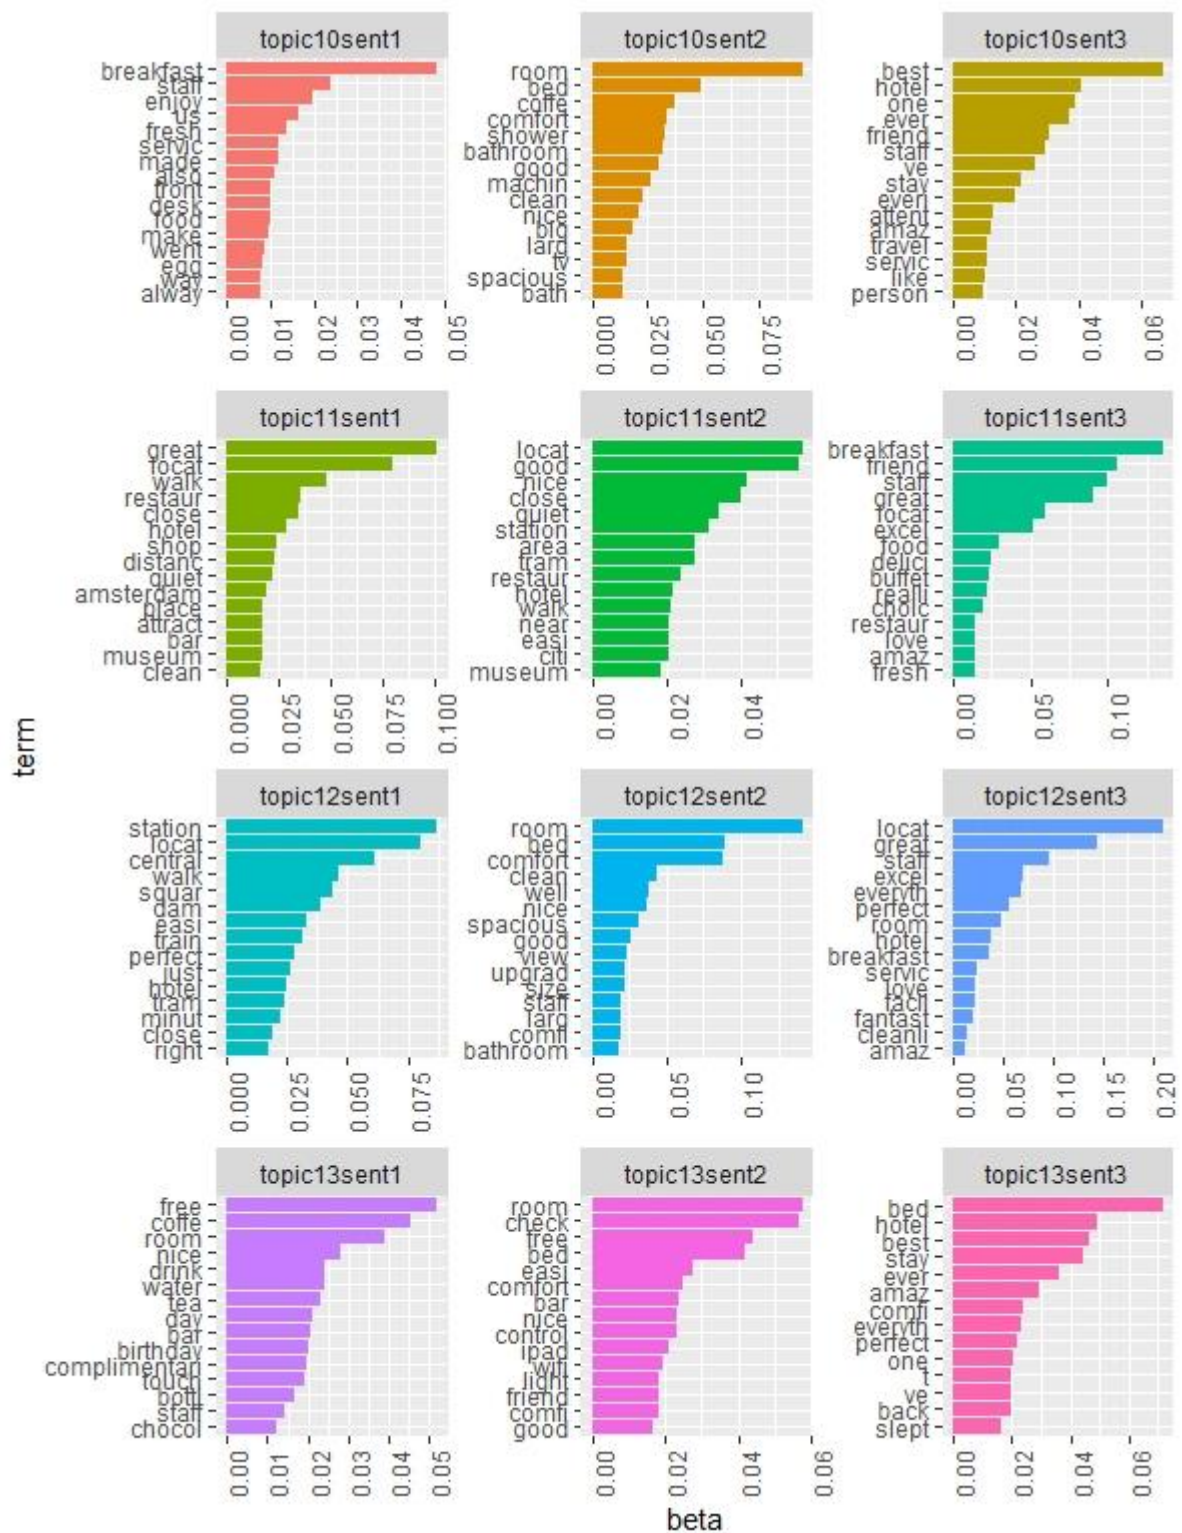 topic10sent1
breakfast
staff
enjoy
us
fresh
servic
made
also
front
desk
food
make
went
egg
way
alway
0.00 0.01 0.02 0.03 0.04 0.05
topic10sent2
room
bed
coffe
comfort
shower
bathroom
good
machin
clean
nice
big
larg
tv
spacious
bath
0.000 0.025 0.050 0.075
topic10sent3
best
hotel
one
ever
friend
staff
ve
stay
everi
attent
amaz
travel
servic
like
person
0.00 0.02 0.04 0.06
topic11sent1
great
locat
walk
restaur
close
hotel
shop
distanc
quiet
amsterdam
place
attract
bar
museum
clean
0.000 0.025 0.050 0.075 0.100
topic11sent2
locat
good
nice
close
quiet
station
area
tram
restaur
hotel
walk
near
easi
citi
museum
0.00 0.02 0.04
topic11sent3
breakfast
friend
staff
great
locat
excel
food
delici
buffet
realli
choic
restaur
love
amaz
fresh
0.00 0.05 0.10
topic12sent1
station
locat
central
walk
squar
dam
easi
train
perfect
just
hotel
tram
minut
close
right
0.000 0.025 0.050 0.075
topic12sent2
room
bed
comfort
clean
well
nice
spacious
good
view
upgrad
size
staff
larg
comfi
bathroom
0.00 0.05 0.10
topic12sent3
locat
great
staff
excel
everyth
perfect
room
hotel
breakfast
servic
love
facil
fantast
cleanli
amaz
0.00 0.05 0.10 0.15 0.20
topic13sent1
free
coffe
room
nice
drink
water
tea
day
bar
birthday
complimentari
touch
bottl
staff
chocol
0.00 0.01 0.02 0.03 0.04 0.05
topic13sent2
room
check
free
bed
easi
comfort
bar
nice
control
ipad
wifi
light
friend
comfi
good
0.00 0.02 0.04 0.06
topic13sent3
bed
hotel
best
stay
ever
amaz
comfi
everyth
perfect
one
t
ve
back
slept
0.00 0.02 0.04 0.06
term
beta